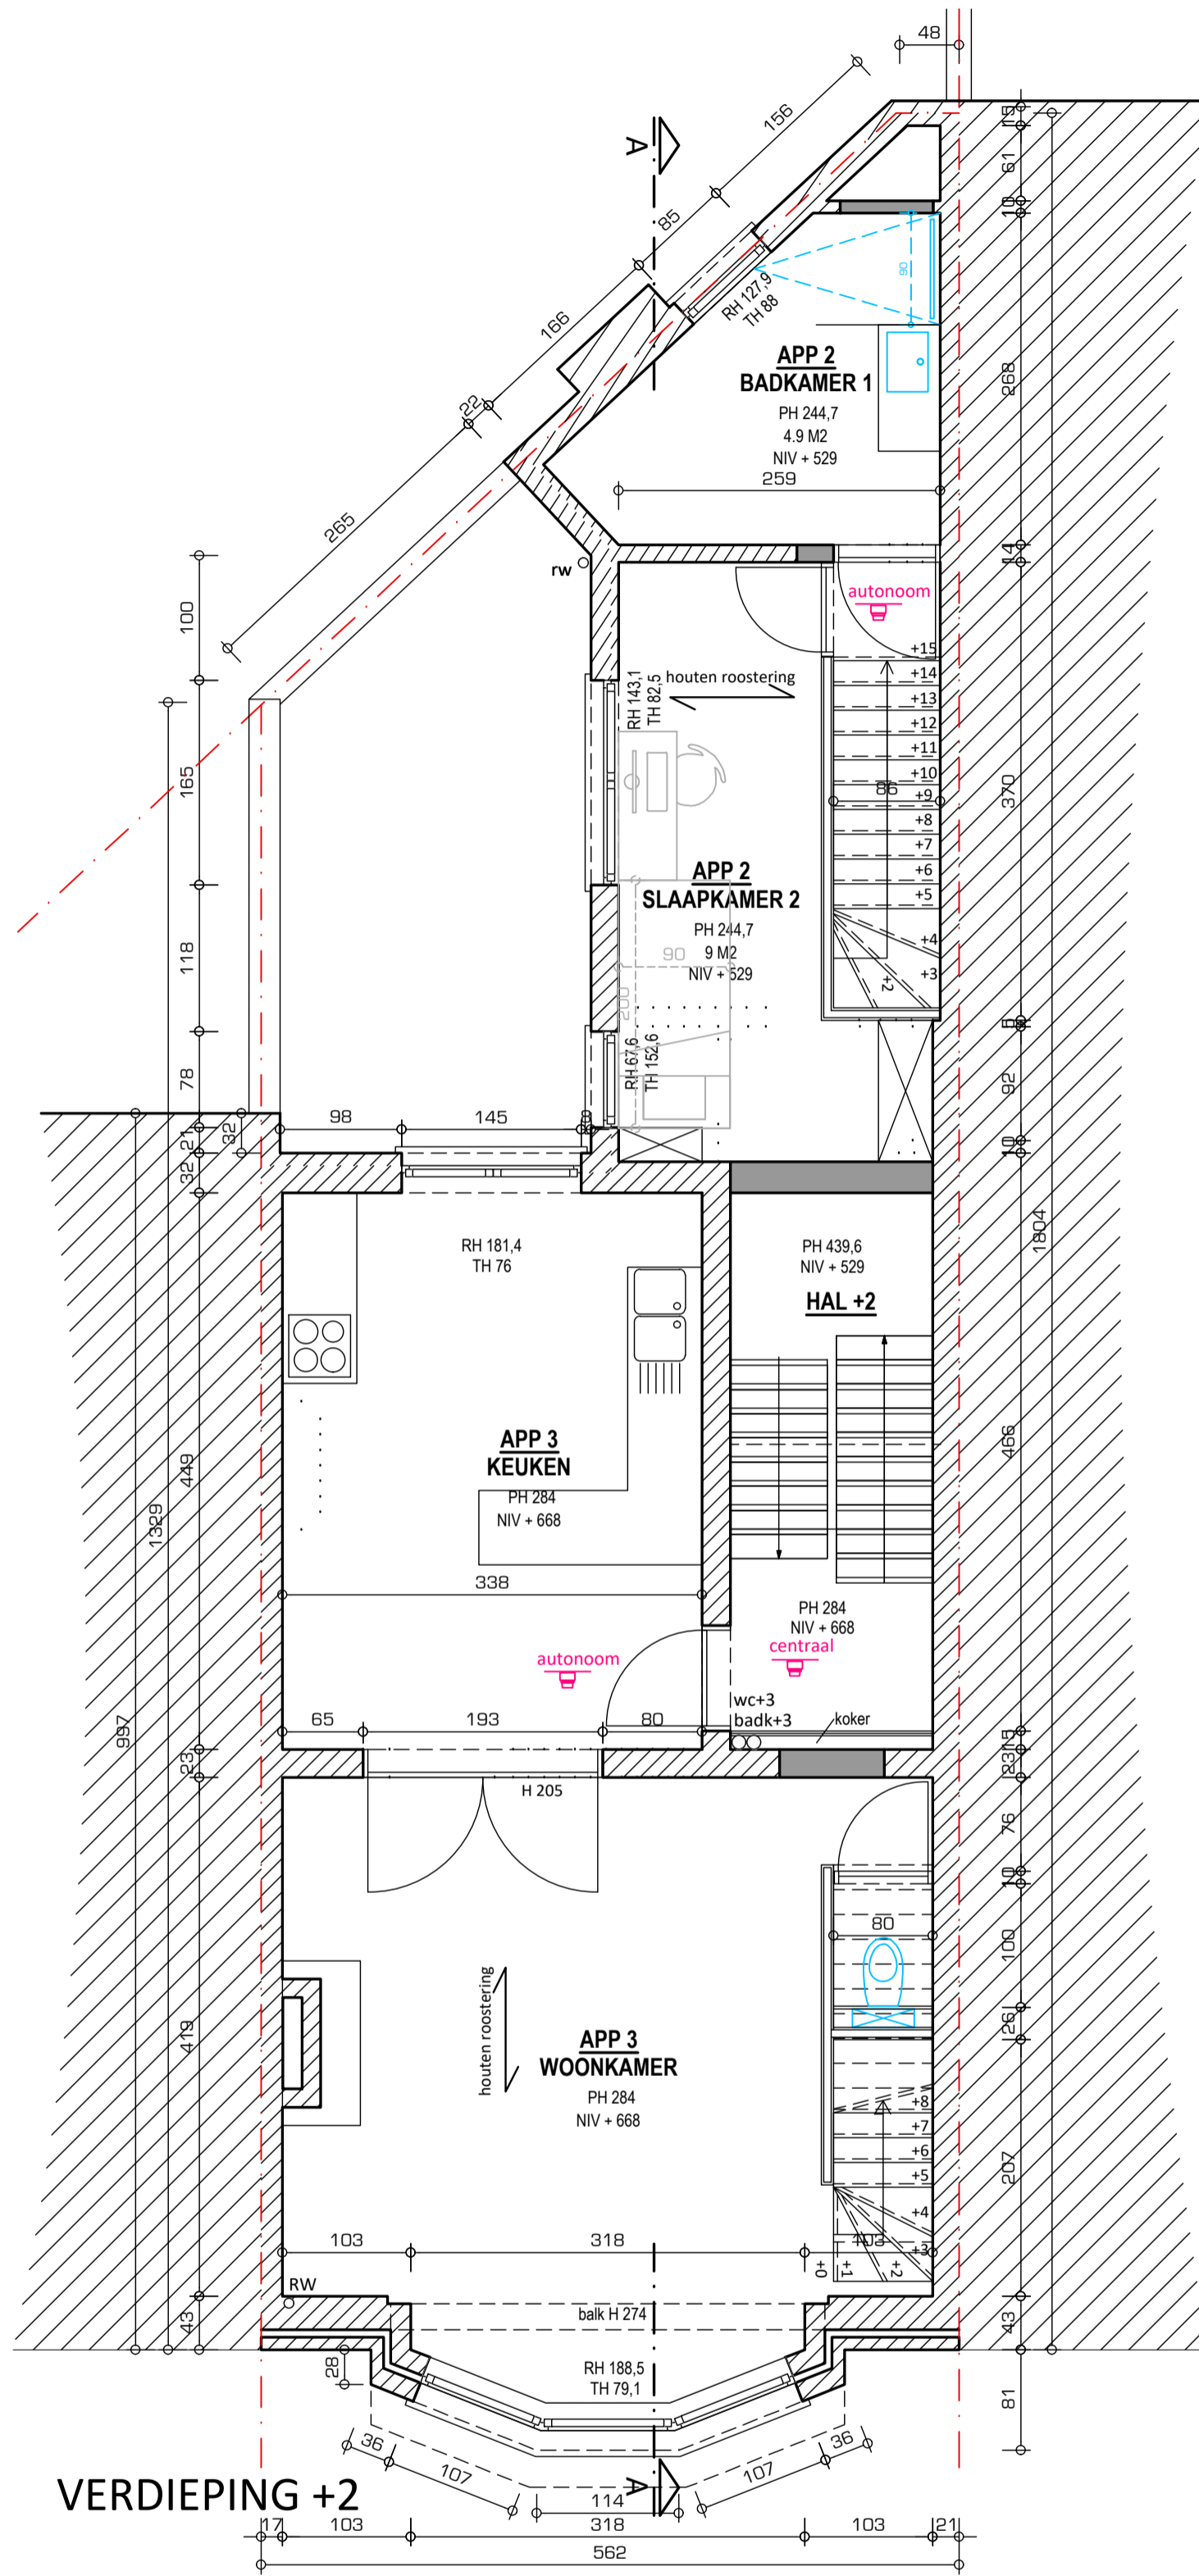 48
156
85
166
22
265
15
61
10
268
14
370
5
92
10
466
1804
A
90
RH 127,9
TH 88
APP 2
BADKAMER 1
PH 244,7
4.9 M2
NIV + 529
259
rw
autonoom
100
165
118
78
21
32
32
houten roostering
RH 143,1
TH 82,5
+15
+14
+13
+12
+11
+10
+9
86
+8
+7
+6
+5
+4
+3
+2
APP 2
SLAAPKAMER 2
PH 244,7
9 M2
NIV + 529
90
200
RH 67,6
TH 152,6
98
145
RH 181,4
TH 76
PH 439,6
NIV + 529
HAL +2
APP 3
KEUKEN
PH 284
NIV + 668
449
1329
997
338
PH 284
NIV + 668
centraal
autonoom
wc+3
badk+3
koker
65
193
80
H 205
23
15
23
76
10
100
26
207
43
81
80
419
houten roostering
APP 3
WOONKAMER
PH 284
NIV + 668
+8
+7
+6
+5
+4
+3
+2
+1
+0
103
318
103
RW
43
balk H 274
28
RH 188,5
TH 79,1
36
107
114
107
36
A
VERDIEPING +2
17
103
318
103
21
562